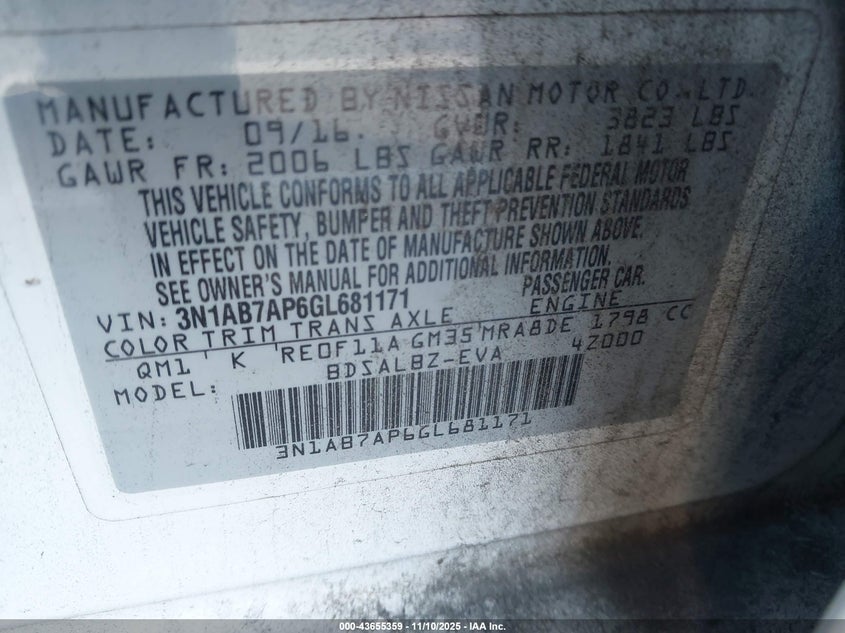 MANUFACTURED BY NISSAN MOTOR CO.,LTD.
DATE: 09/16. GVWR: 3823 LBS
GAWR FR: 2006 LBS GAWR RR: 1841 LBS
THIS VEHICLE CONFORMS TO ALL APPLICABLE FEDERAL MOTOR
VEHICLE SAFETY, BUMPER AND THEFT PREVENTION STANDARDS
IN EFFECT ON THE DATE OF MANUFACTURE SHOWN ABOVE.
SEE OWNER'S MANUAL FOR ADDITIONAL INFORMATION.
PASSENGER CAR.
VIN: 3N1AB7AP6GL681171
COLOR TRIM TRANS AXLE ENGINE
QM1 K RE0F11A GM35 MRA8DE 1798 CC
MODEL: BDSALBZ-EVA 4Z000
3N1AB7AP6GL681171
000-43655359 - 11/10/2025 - IAA, Inc.